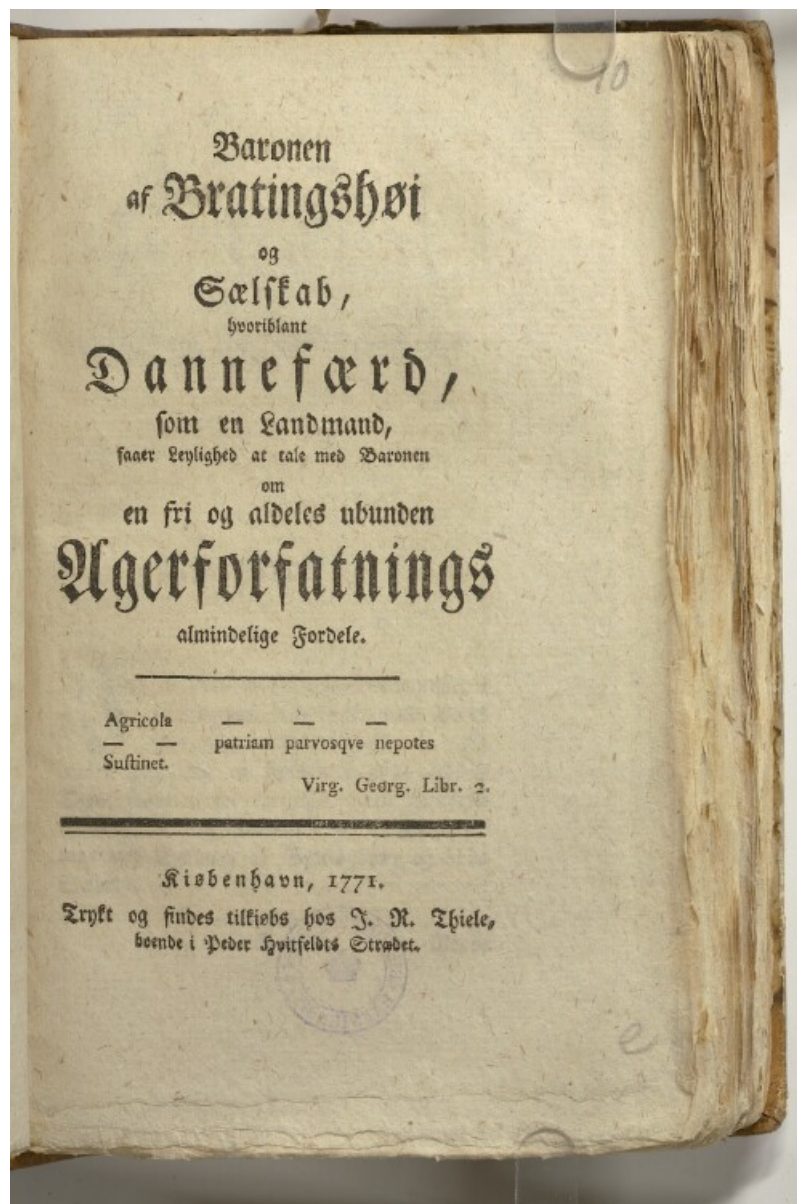 10
Baronen
af Bratingshøi
og
Sælſkab,
hvoriblant
Dannefærd,
ſom en Landmand,
faaer Leylighed at tale med Baronen
om
en fri og aldeles ubunden
Agerforfatnings
almindelige Fordele.
Agricola — — —
— — patriam parvosqve nepotes
Suſtinet.
Virg. Georg. Libr. 2.
Kiøbenhavn, 1771.
Trykt og findes tilkiøbs hos J. R. Thiele,
boende i Peder Hvitfeldts Strædet.
e